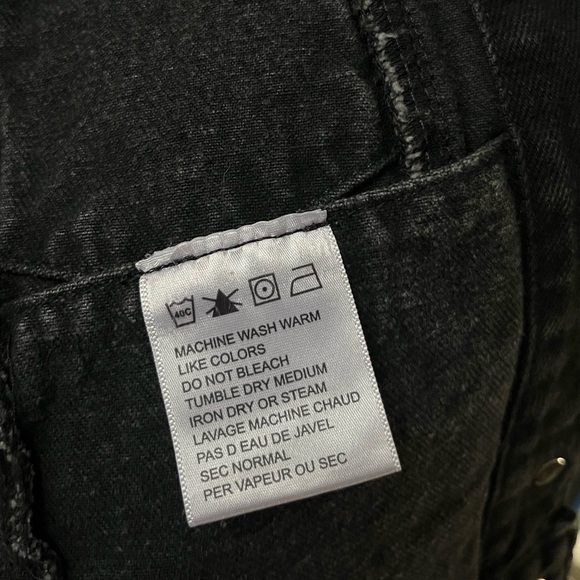 40C
MACHINE WASH WARM
LIKE COLORS
DO NOT BLEACH
TUMBLE DRY MEDIUM
IRON DRY OR STEAM
LAVAGE MACHINE CHAUD
PAS D EAU DE JAVEL
SEC NORMAL
PER VAPEUR OU SEC